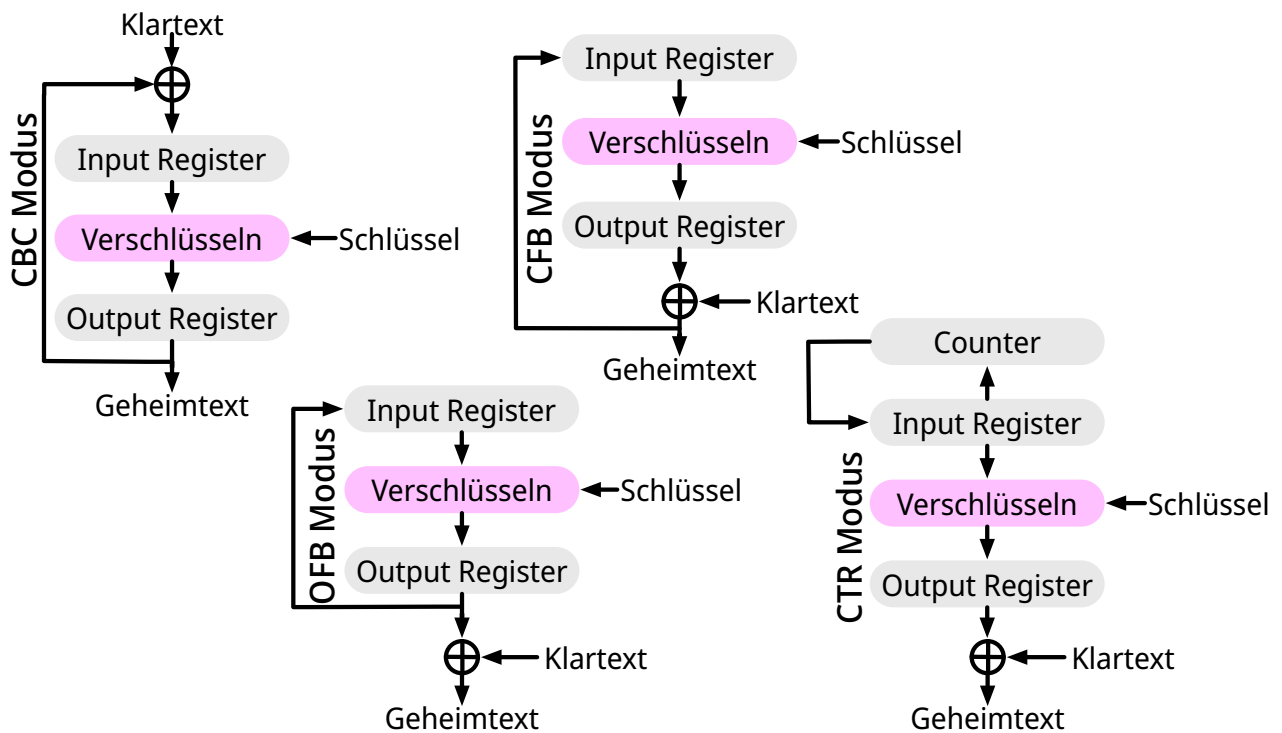 Klartext
CBC Modus
Input Register
Verschlüsseln
Schlüssel
Output Register
Geheimtext
CFB Modus
Input Register
Verschlüsseln
Schlüssel
Output Register
Klartext
Geheimtext
OFB Modus
Input Register
Verschlüsseln
Schlüssel
Output Register
Klartext
Geheimtext
CTR Modus
Counter
Input Register
Verschlüsseln
Schlüssel
Output Register
Klartext
Geheimtext